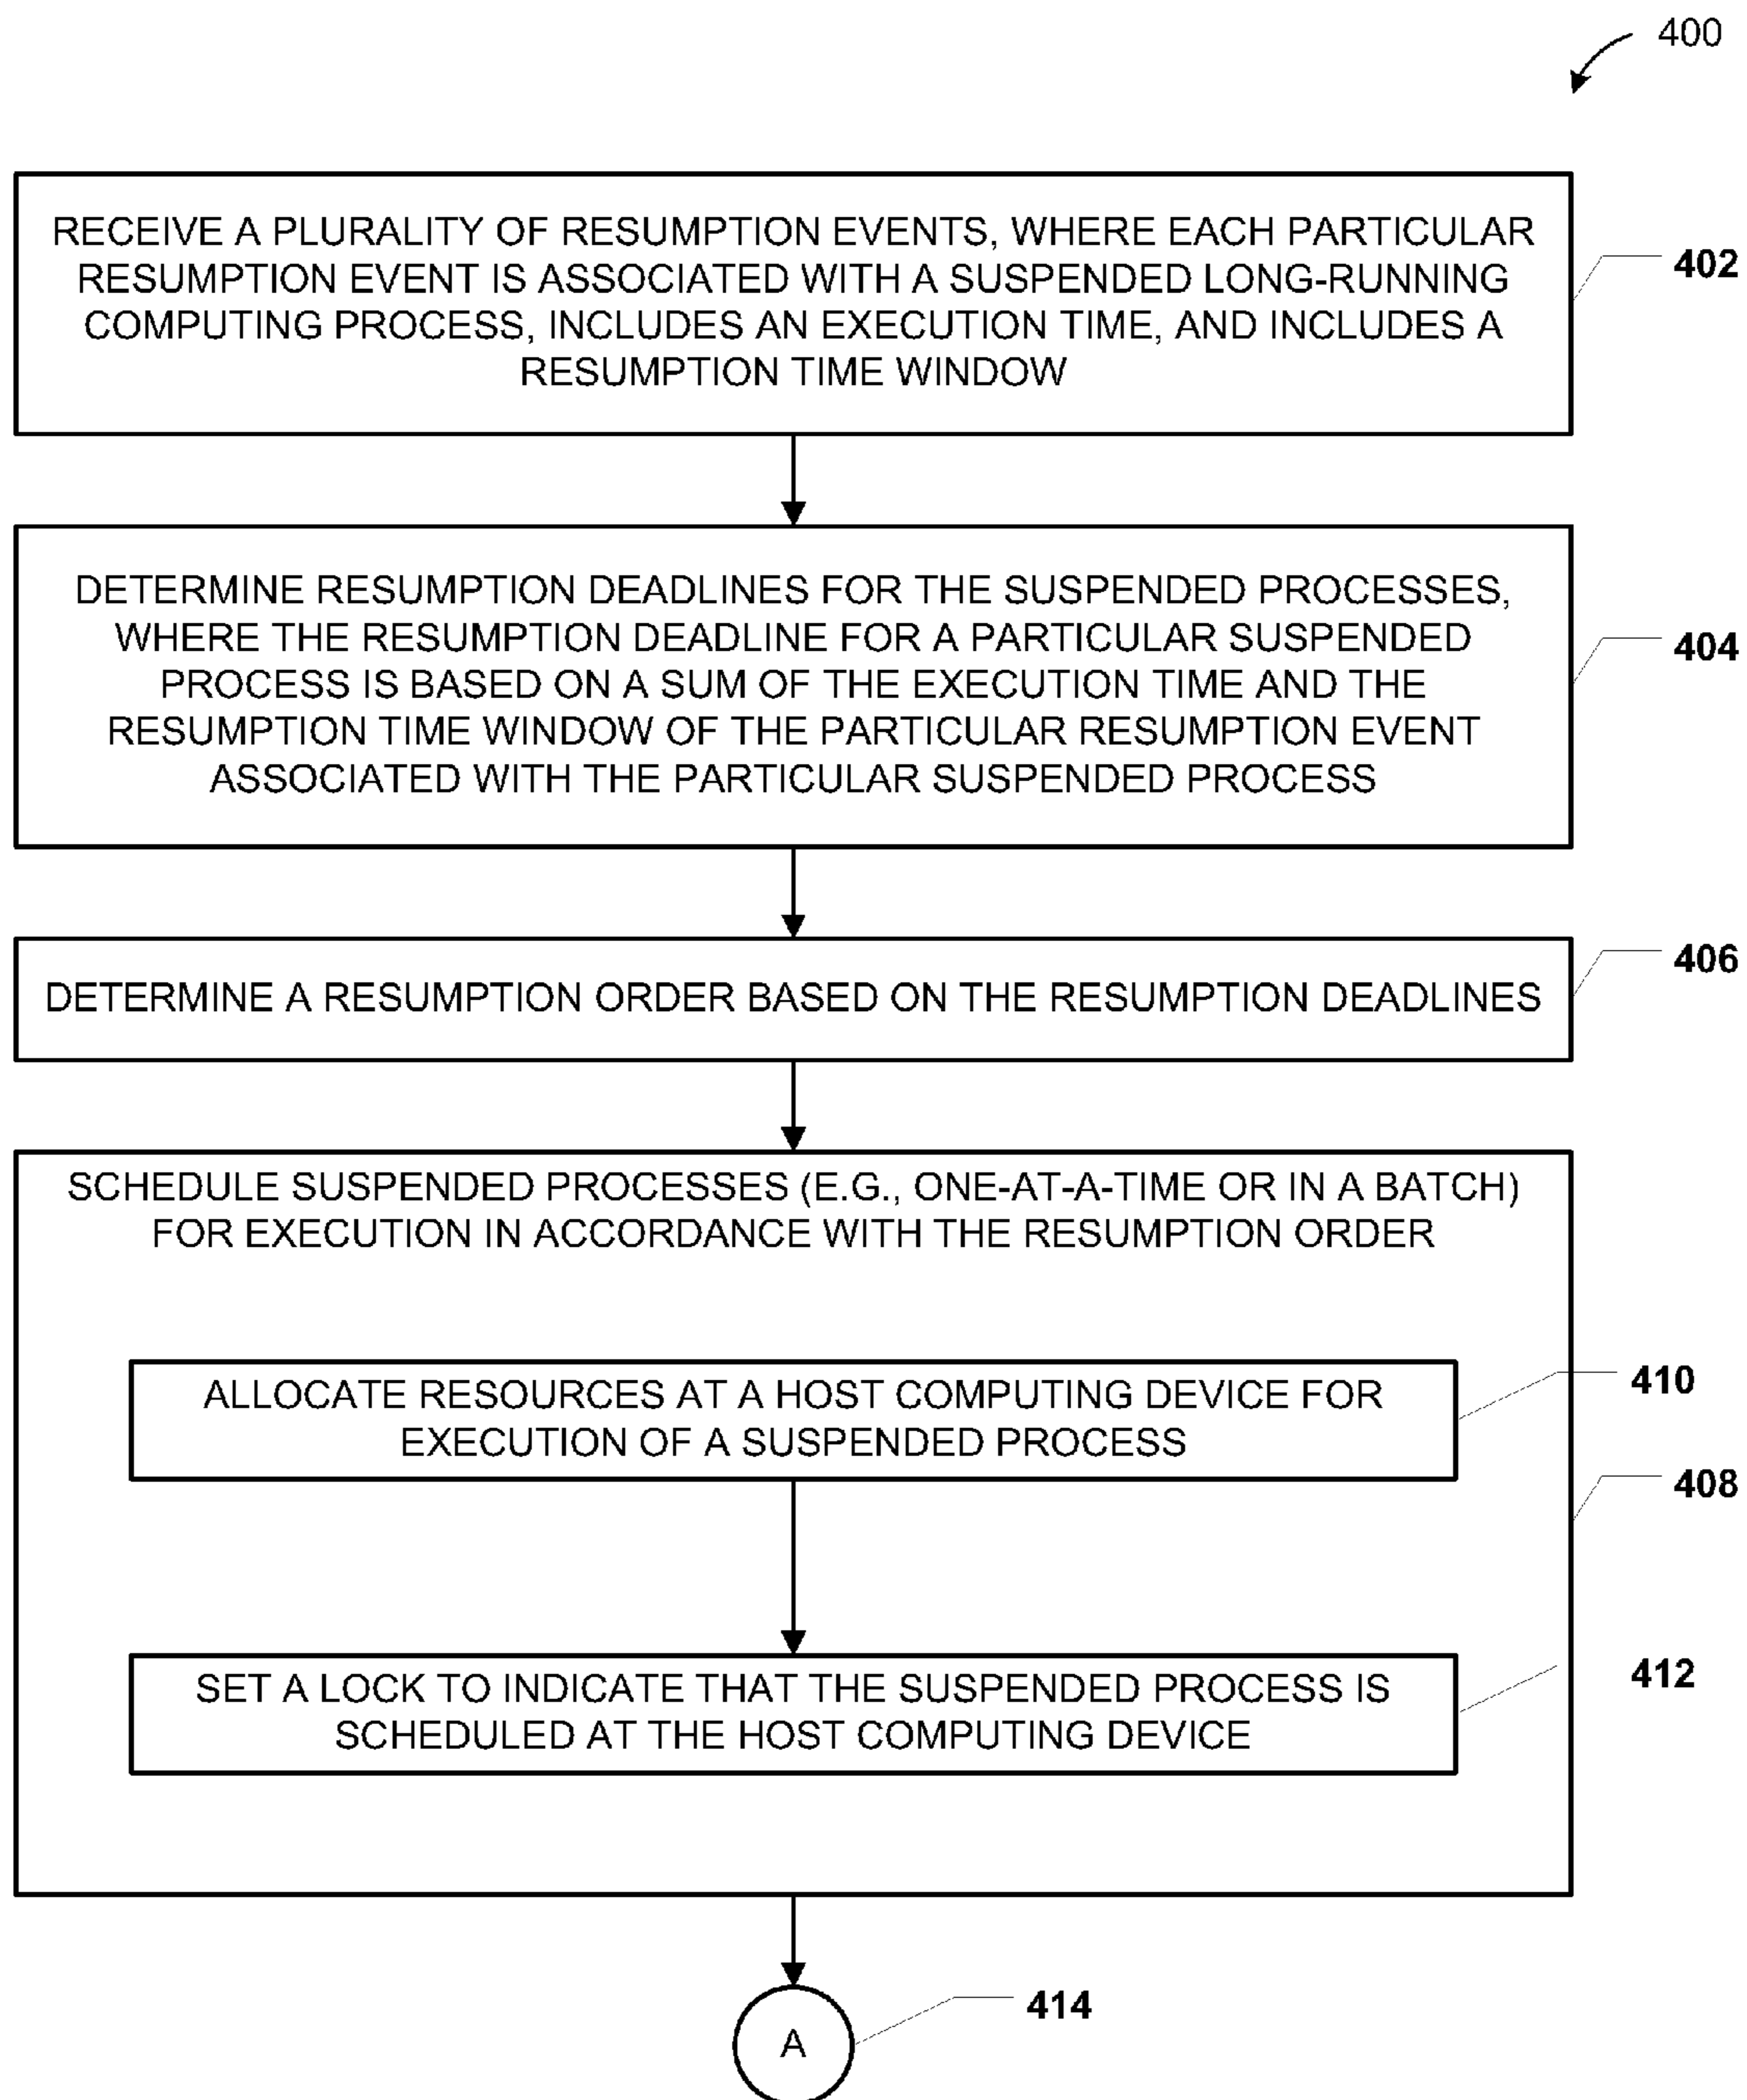 400
RECEIVE A PLURALITY OF RESUMPTION EVENTS, WHERE EACH PARTICULAR
RESUMPTION EVENT IS ASSOCIATED WITH A SUSPENDED LONG-RUNNING
COMPUTING PROCESS, INCLUDES AN EXECUTION TIME, AND INCLUDES A
RESUMPTION TIME WINDOW
402
DETERMINE RESUMPTION DEADLINES FOR THE SUSPENDED PROCESSES,
WHERE THE RESUMPTION DEADLINE FOR A PARTICULAR SUSPENDED
PROCESS IS BASED ON A SUM OF THE EXECUTION TIME AND THE
RESUMPTION TIME WINDOW OF THE PARTICULAR RESUMPTION EVENT
ASSOCIATED WITH THE PARTICULAR SUSPENDED PROCESS
404
DETERMINE A RESUMPTION ORDER BASED ON THE RESUMPTION DEADLINES
406
SCHEDULE SUSPENDED PROCESSES (E.G., ONE-AT-A-TIME OR IN A BATCH)
FOR EXECUTION IN ACCORDANCE WITH THE RESUMPTION ORDER
ALLOCATE RESOURCES AT A HOST COMPUTING DEVICE FOR
EXECUTION OF A SUSPENDED PROCESS
410
408
SET A LOCK TO INDICATE THAT THE SUSPENDED PROCESS IS
SCHEDULED AT THE HOST COMPUTING DEVICE
412
A
414